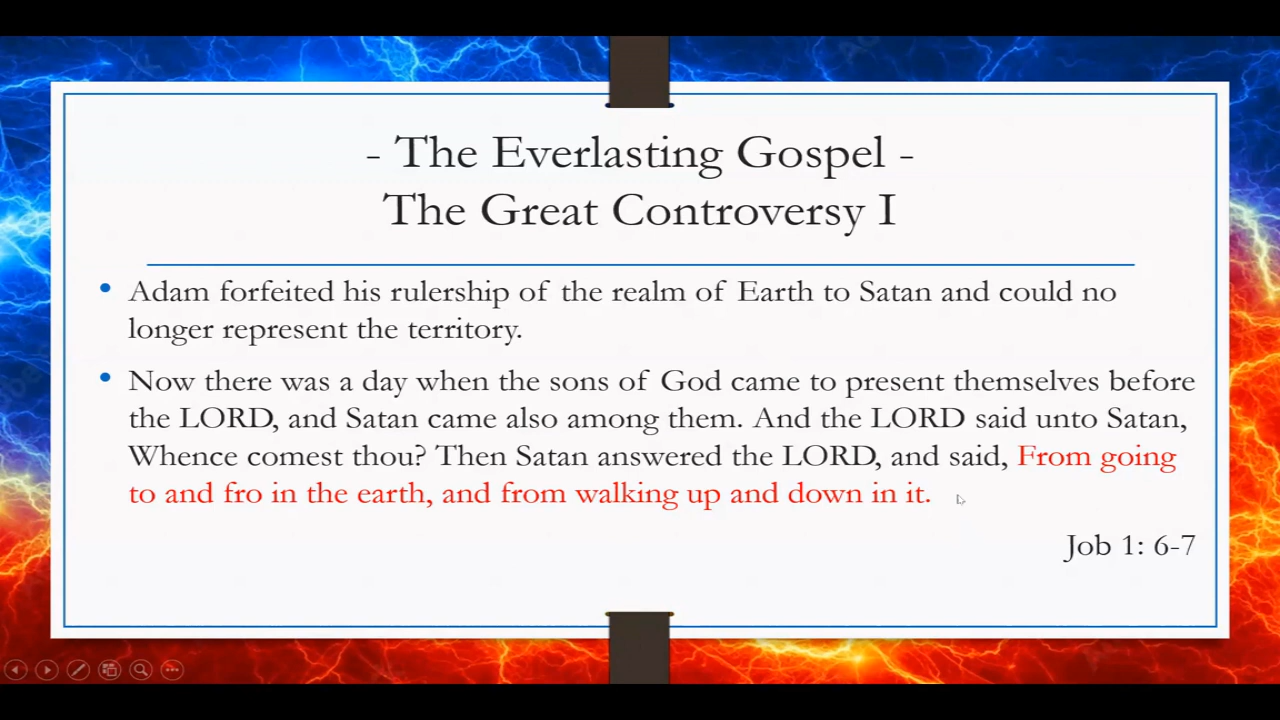 - The Everlasting Gospel -
The Great Controversy I
• Adam forfeited his rulership of the realm of Earth to Satan and could no
longer represent the territory.
• Now there was a day when the sons of God came to present themselves before
the LORD, and Satan came also among them. And the LORD said unto Satan,
Whence comest thou? Then Satan answered the LORD, and said, From going
to and fro in the earth, and from walking up and down in it.
Job 1: 6-7